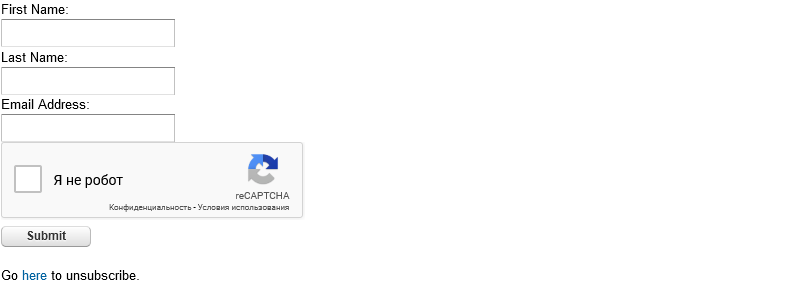 First Name:
Last Name:
Email Address:
Я не робот
reCAPTCHA
Конфиденциальность - Условия использования
Submit
Go here to unsubscribe.